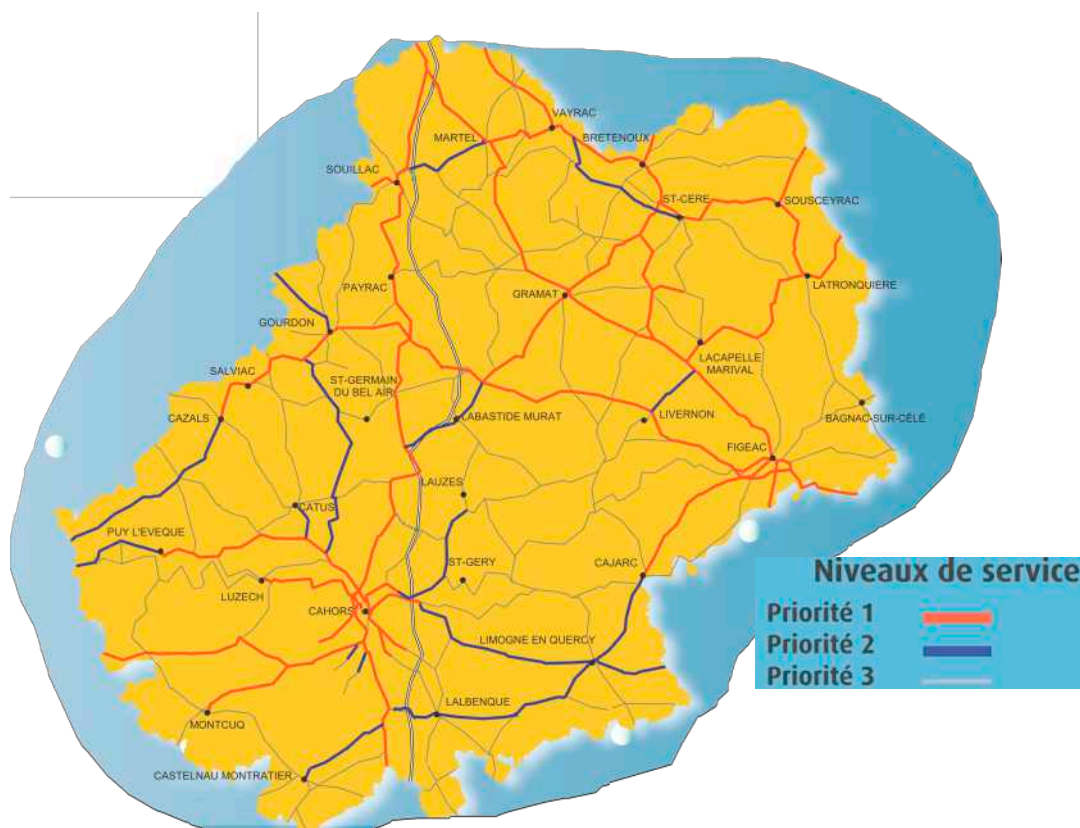 VAYRAC
MARTEL
BRETENOUX
SOUILLAC
ST-CERE
SOUSCEYRAC
PAYRAC
GRAMAT
LATRONQUIERE
GOURDON
LACAPELLE
MARIVAL
SALVIAC
ST-GERMAIN
DU BEL AIR
CAZALS
LABASTIDE MURAT
LIVERNON
BAGNAC-SUR-CÉLÉ
FIGEAC
LAUZES
CATUS
PUY L'EVEQUE
ST-GERY
CAJARC
LUZECH
CAHORS
LIMOGNE EN QUERCY
LALBENQUE
MONTCUQ
CASTELNAU MONTRATIER
Niveaux de service
Priorité 1
Priorité 2
Priorité 3